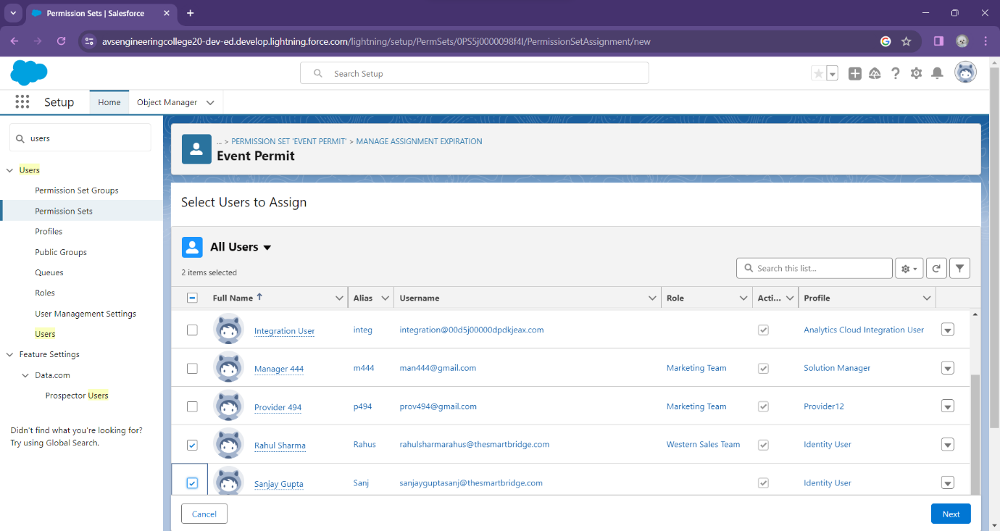 Permission Sets | Salesforce
avsengineeringcollege20-dev-ed.develop.lightning.force.com/lightning/setup/PermSets/0PS5j0000098f4I/PermissionSetAssignment/new
Search Setup
Setup
Home
Object Manager
users
Users
Permission Set Groups
Permission Sets
Profiles
Public Groups
Queues
Roles
User Management Settings
Users
Feature Settings
Data.com
Prospector Users
Didn't find what you're looking for?
Try using Global Search.
... > PERMISSION SET 'EVENT PERMIT' > MANAGE ASSIGNMENT EXPIRATION
Event Permit
Select Users to Assign
All Users
2 items selected
Search this list...
Full Name Alias Username Role Acti... Profile
Integration User integ integration@00d5j00000dpdkjeax.com Analytics Cloud Integration User
Manager 444 m444 man444@gmail.com Marketing Team Solution Manager
Provider 494 p494 prov494@gmail.com Marketing Team Provider12
Rahul Sharma Rahus rahulsharmarahus@thesmartbridge.com Western Sales Team Identity User
Sanjay Gupta Sanj sanjayguptasanj@thesmartbridge.com Identity User
Cancel
Next